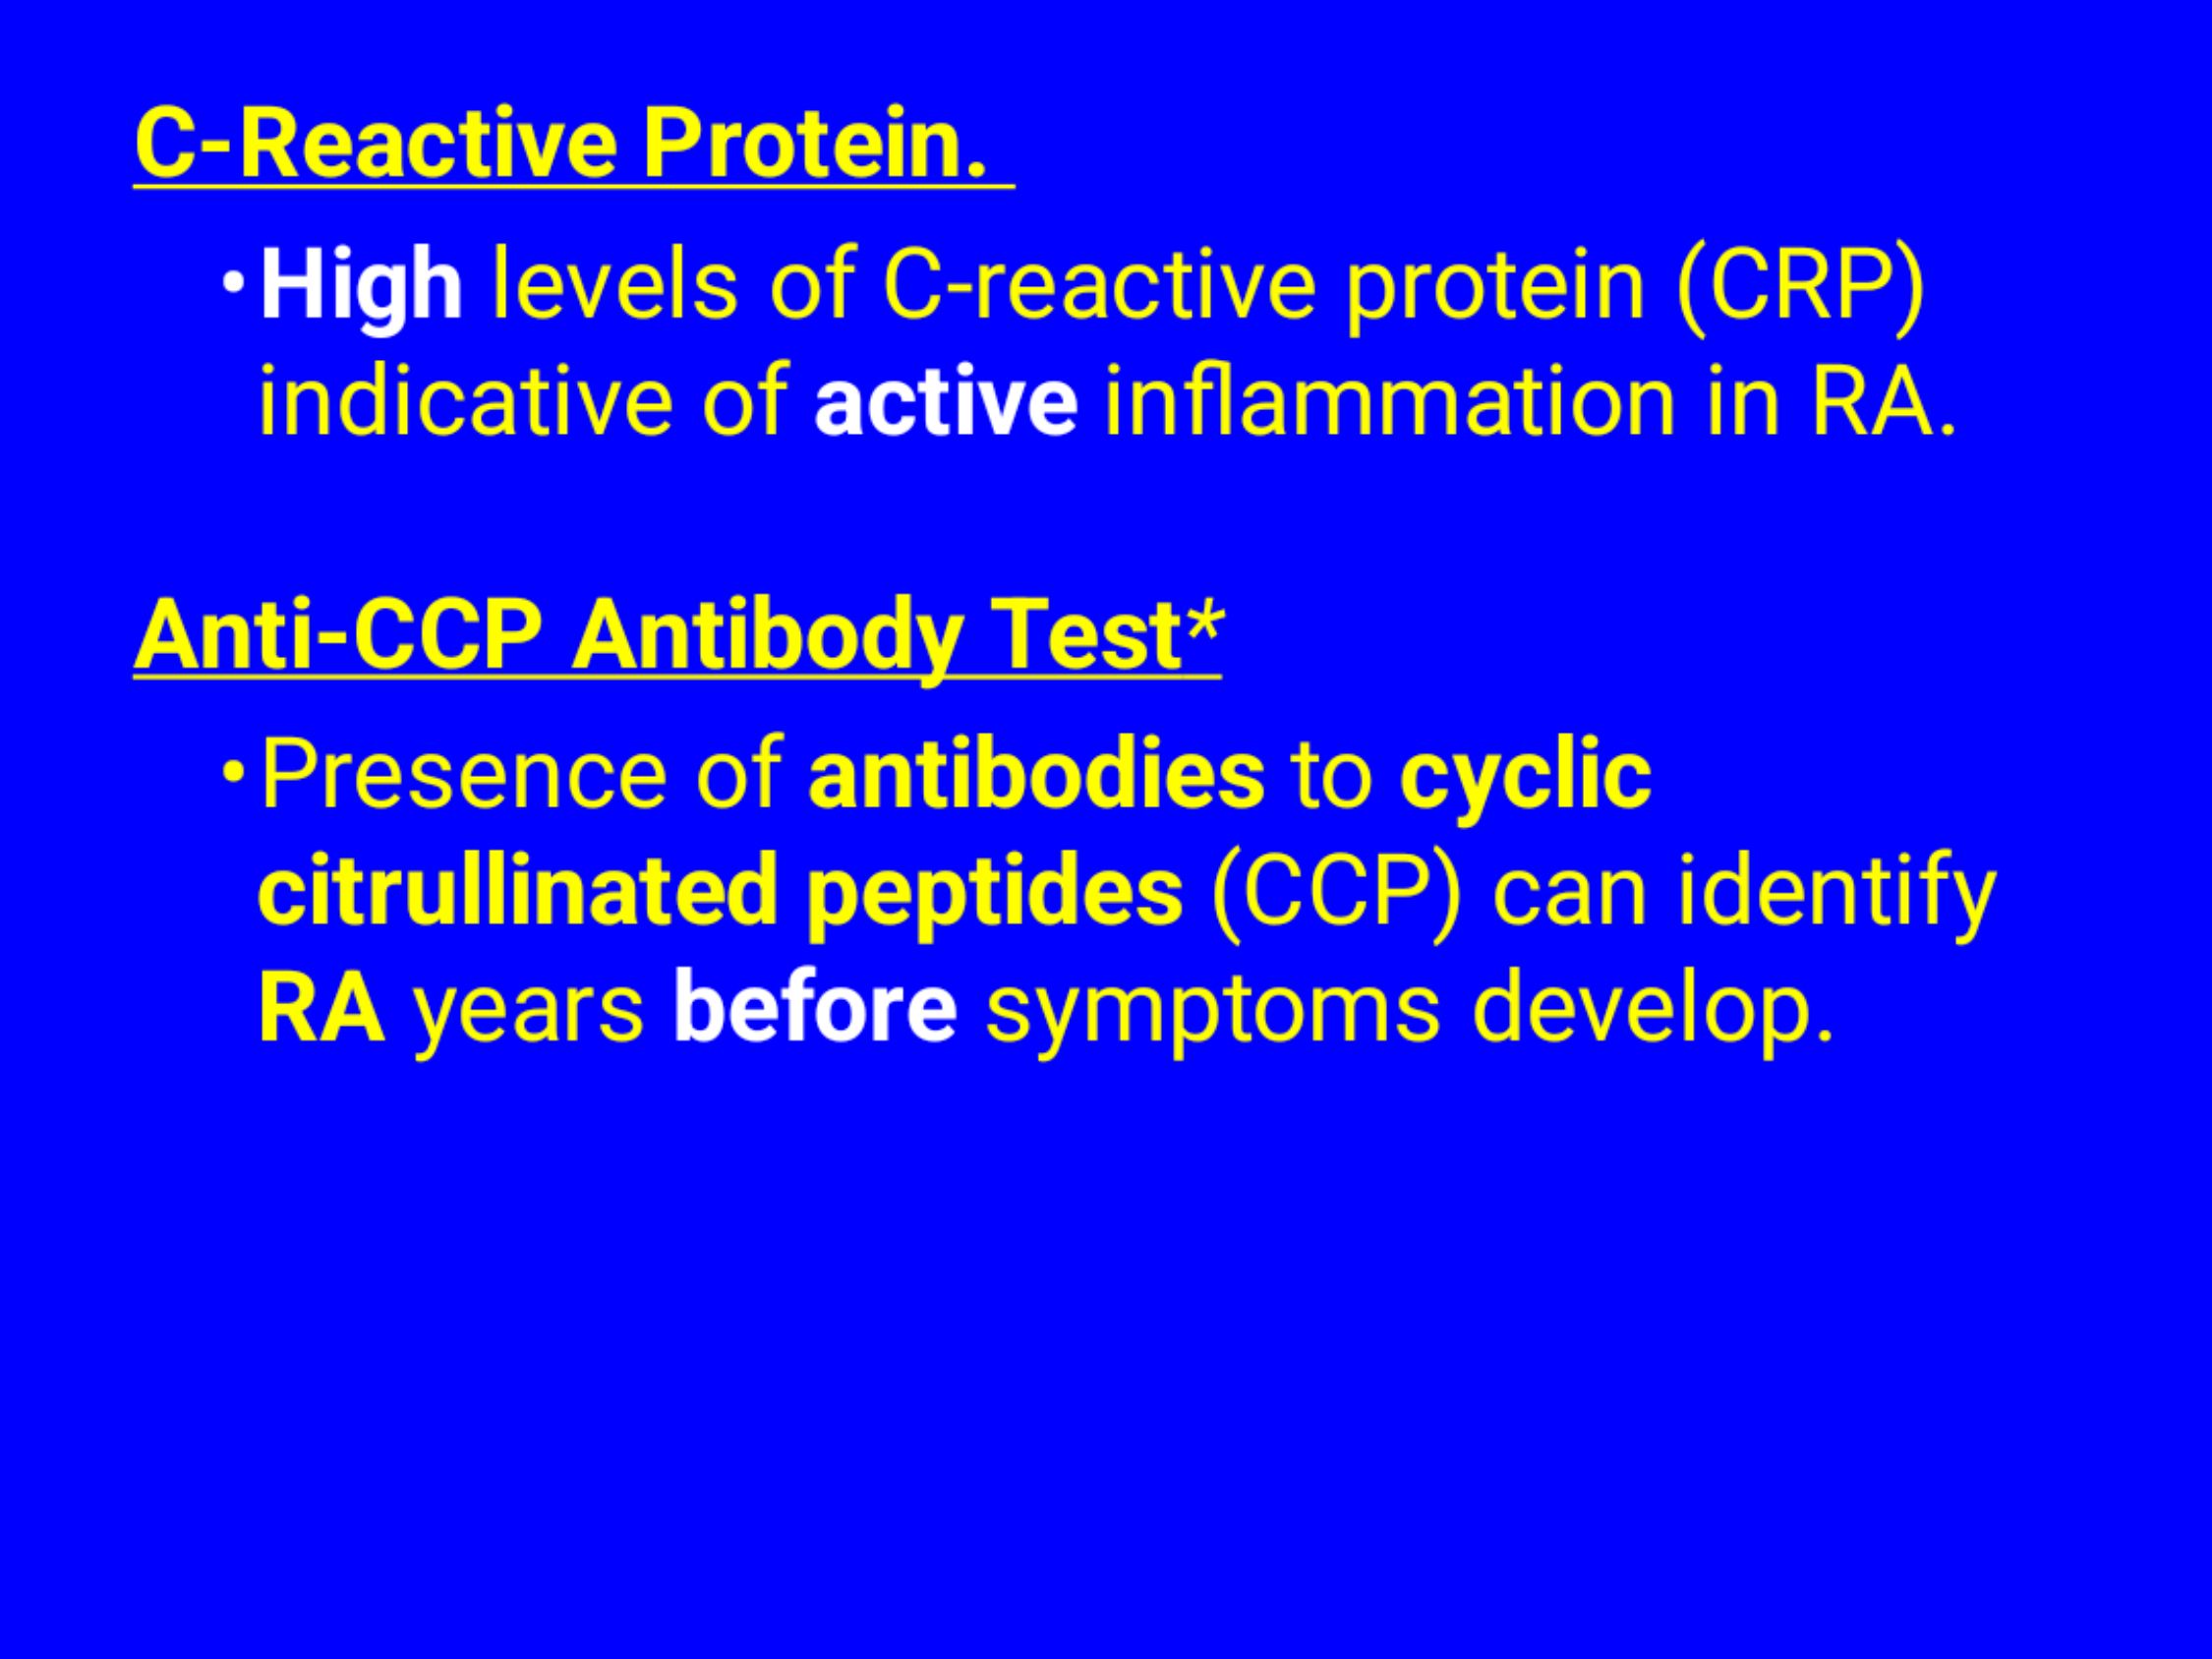 C-Reactive Protein.
•High levels of C-reactive protein (CRP)
indicative of active inflammation in RA.
Anti-CCP Antibody Test*
•Presence of antibodies to cyclic
citrullinated peptides (CCP) can identify
RA years before symptoms develop.